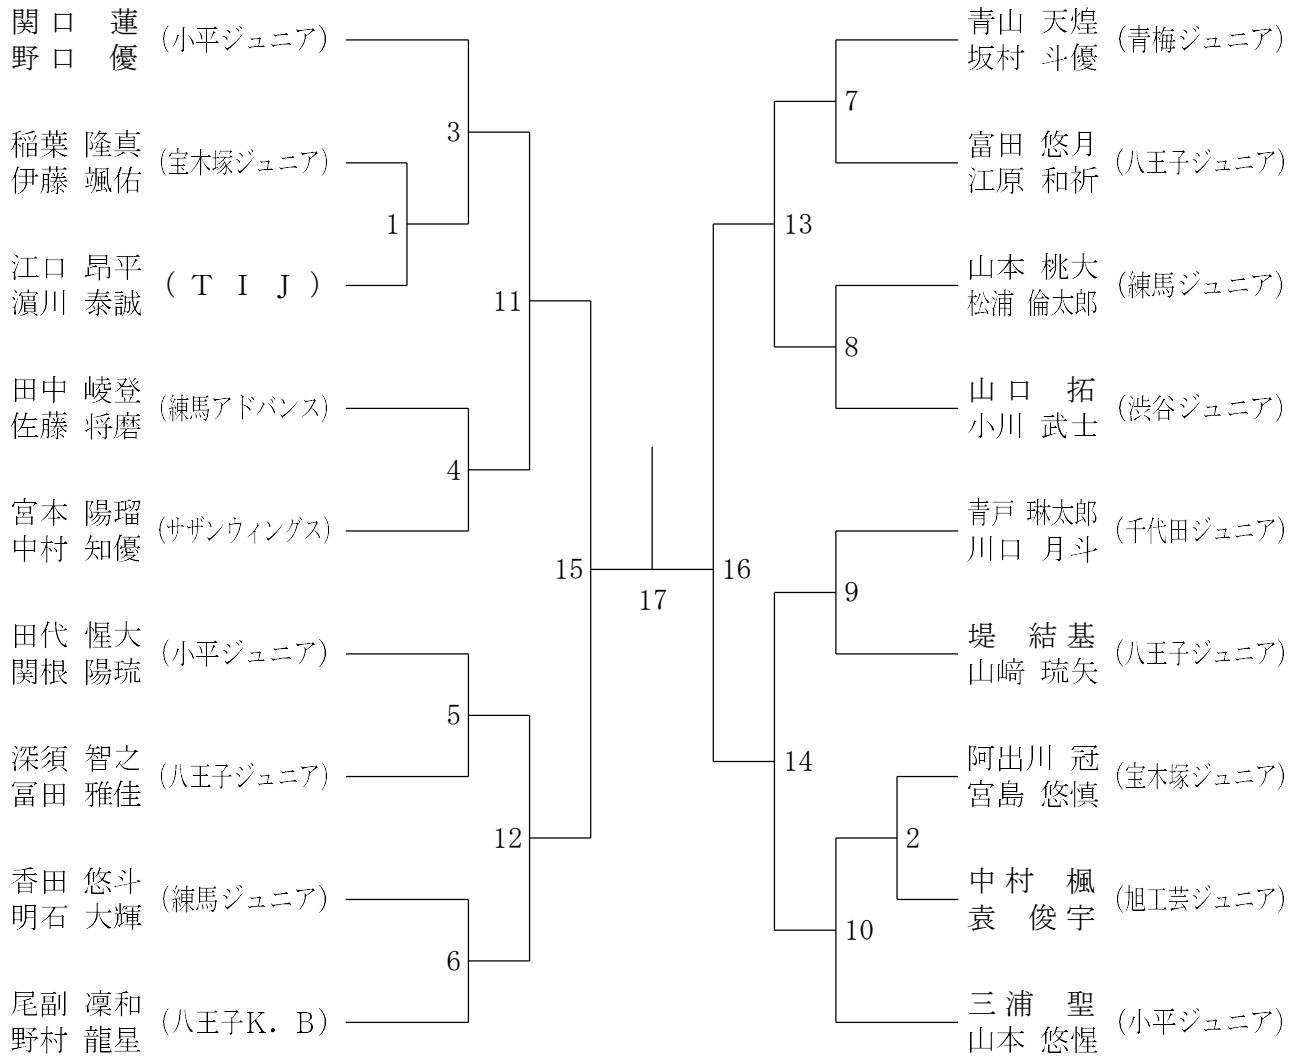 関口 蓮
野口 優
(小平ジュニア)
稲葉 隆真
伊藤 颯佑
(宝木塚ジュニア)
江口 昂平
濵川 泰誠
(TIJ)
田中 崚登
佐藤 将磨
(練馬アドバンス)
宮本 陽瑠
中村 知優
(サザンウィングス)
田代 惺大
関根 陽琉
(小平ジュニア)
深須 智之
冨田 雅佳
(八王子ジュニア)
香田 悠斗
明石 大輝
(練馬ジュニア)
尾副 凜和
野村 龍星
(八王子K.B)
3
1
11
4
15
5
12
6
17
16
7
13
8
9
14
2
10
青山 天煌
坂村 斗優
(青梅ジュニア)
富田 悠月
江原 和祈
(八王子ジュニア)
山本 桃大
松浦 倫太郎
(練馬ジュニア)
山口 拓
小川 武士
(渋谷ジュニア)
青戸 琳太郎
川口 月斗
(千代田ジュニア)
堤 結基
山﨑 琉矢
(八王子ジュニア)
阿出川 冠
宮島 悠慎
(宝木塚ジュニア)
中村 楓
袁 俊宇
(旭工芸ジュニア)
三浦 聖
山本 悠惺
(小平ジュニア)